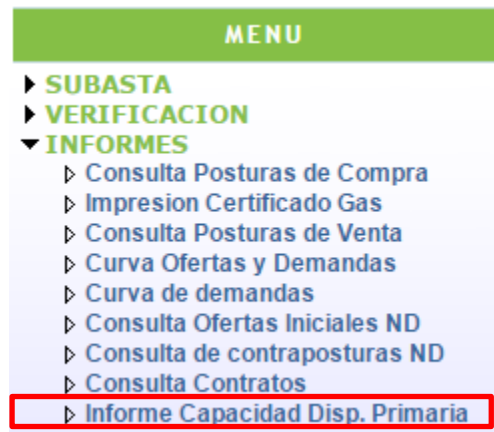 MENU
SUBASTA
VERIFICACION
INFORMES
Consulta Posturas de Compra
Impresion Certificado Gas
Consulta Posturas de Venta
Curva Ofertas y Demandas
Curva de demandas
Consulta Ofertas Iniciales ND
Consulta de contraposturas ND
Consulta Contratos
Informe Capacidad Disp. Primaria